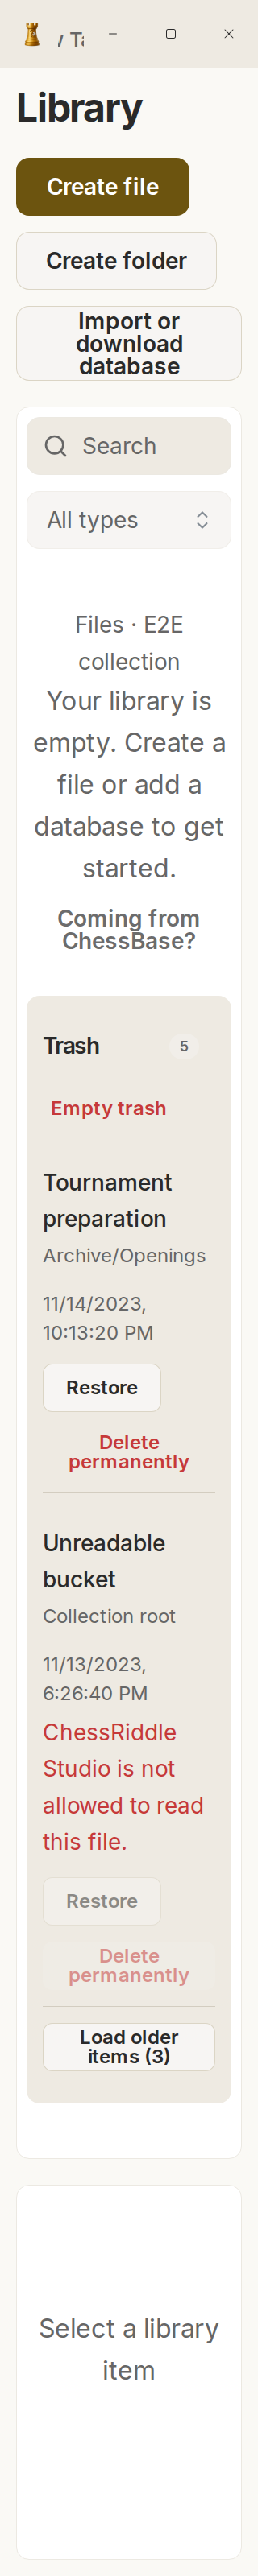 Library
Create file
Create folder
Import or
download
database
Search
All types
Files · E2E
collection
Your library is
empty. Create a
file or add a
database to get
started.
Coming from
ChessBase?
Trash 5
Empty trash
Tournament
preparation
Archive/Openings
11/14/2023,
10:13:20 PM
Restore
Delete
permanently
Unreadable
bucket
Collection root
11/13/2023,
6:26:40 PM
ChessRiddle
Studio is not
allowed to read
this file.
Restore
Delete
permanently
Load older
items (3)
Select a library
item